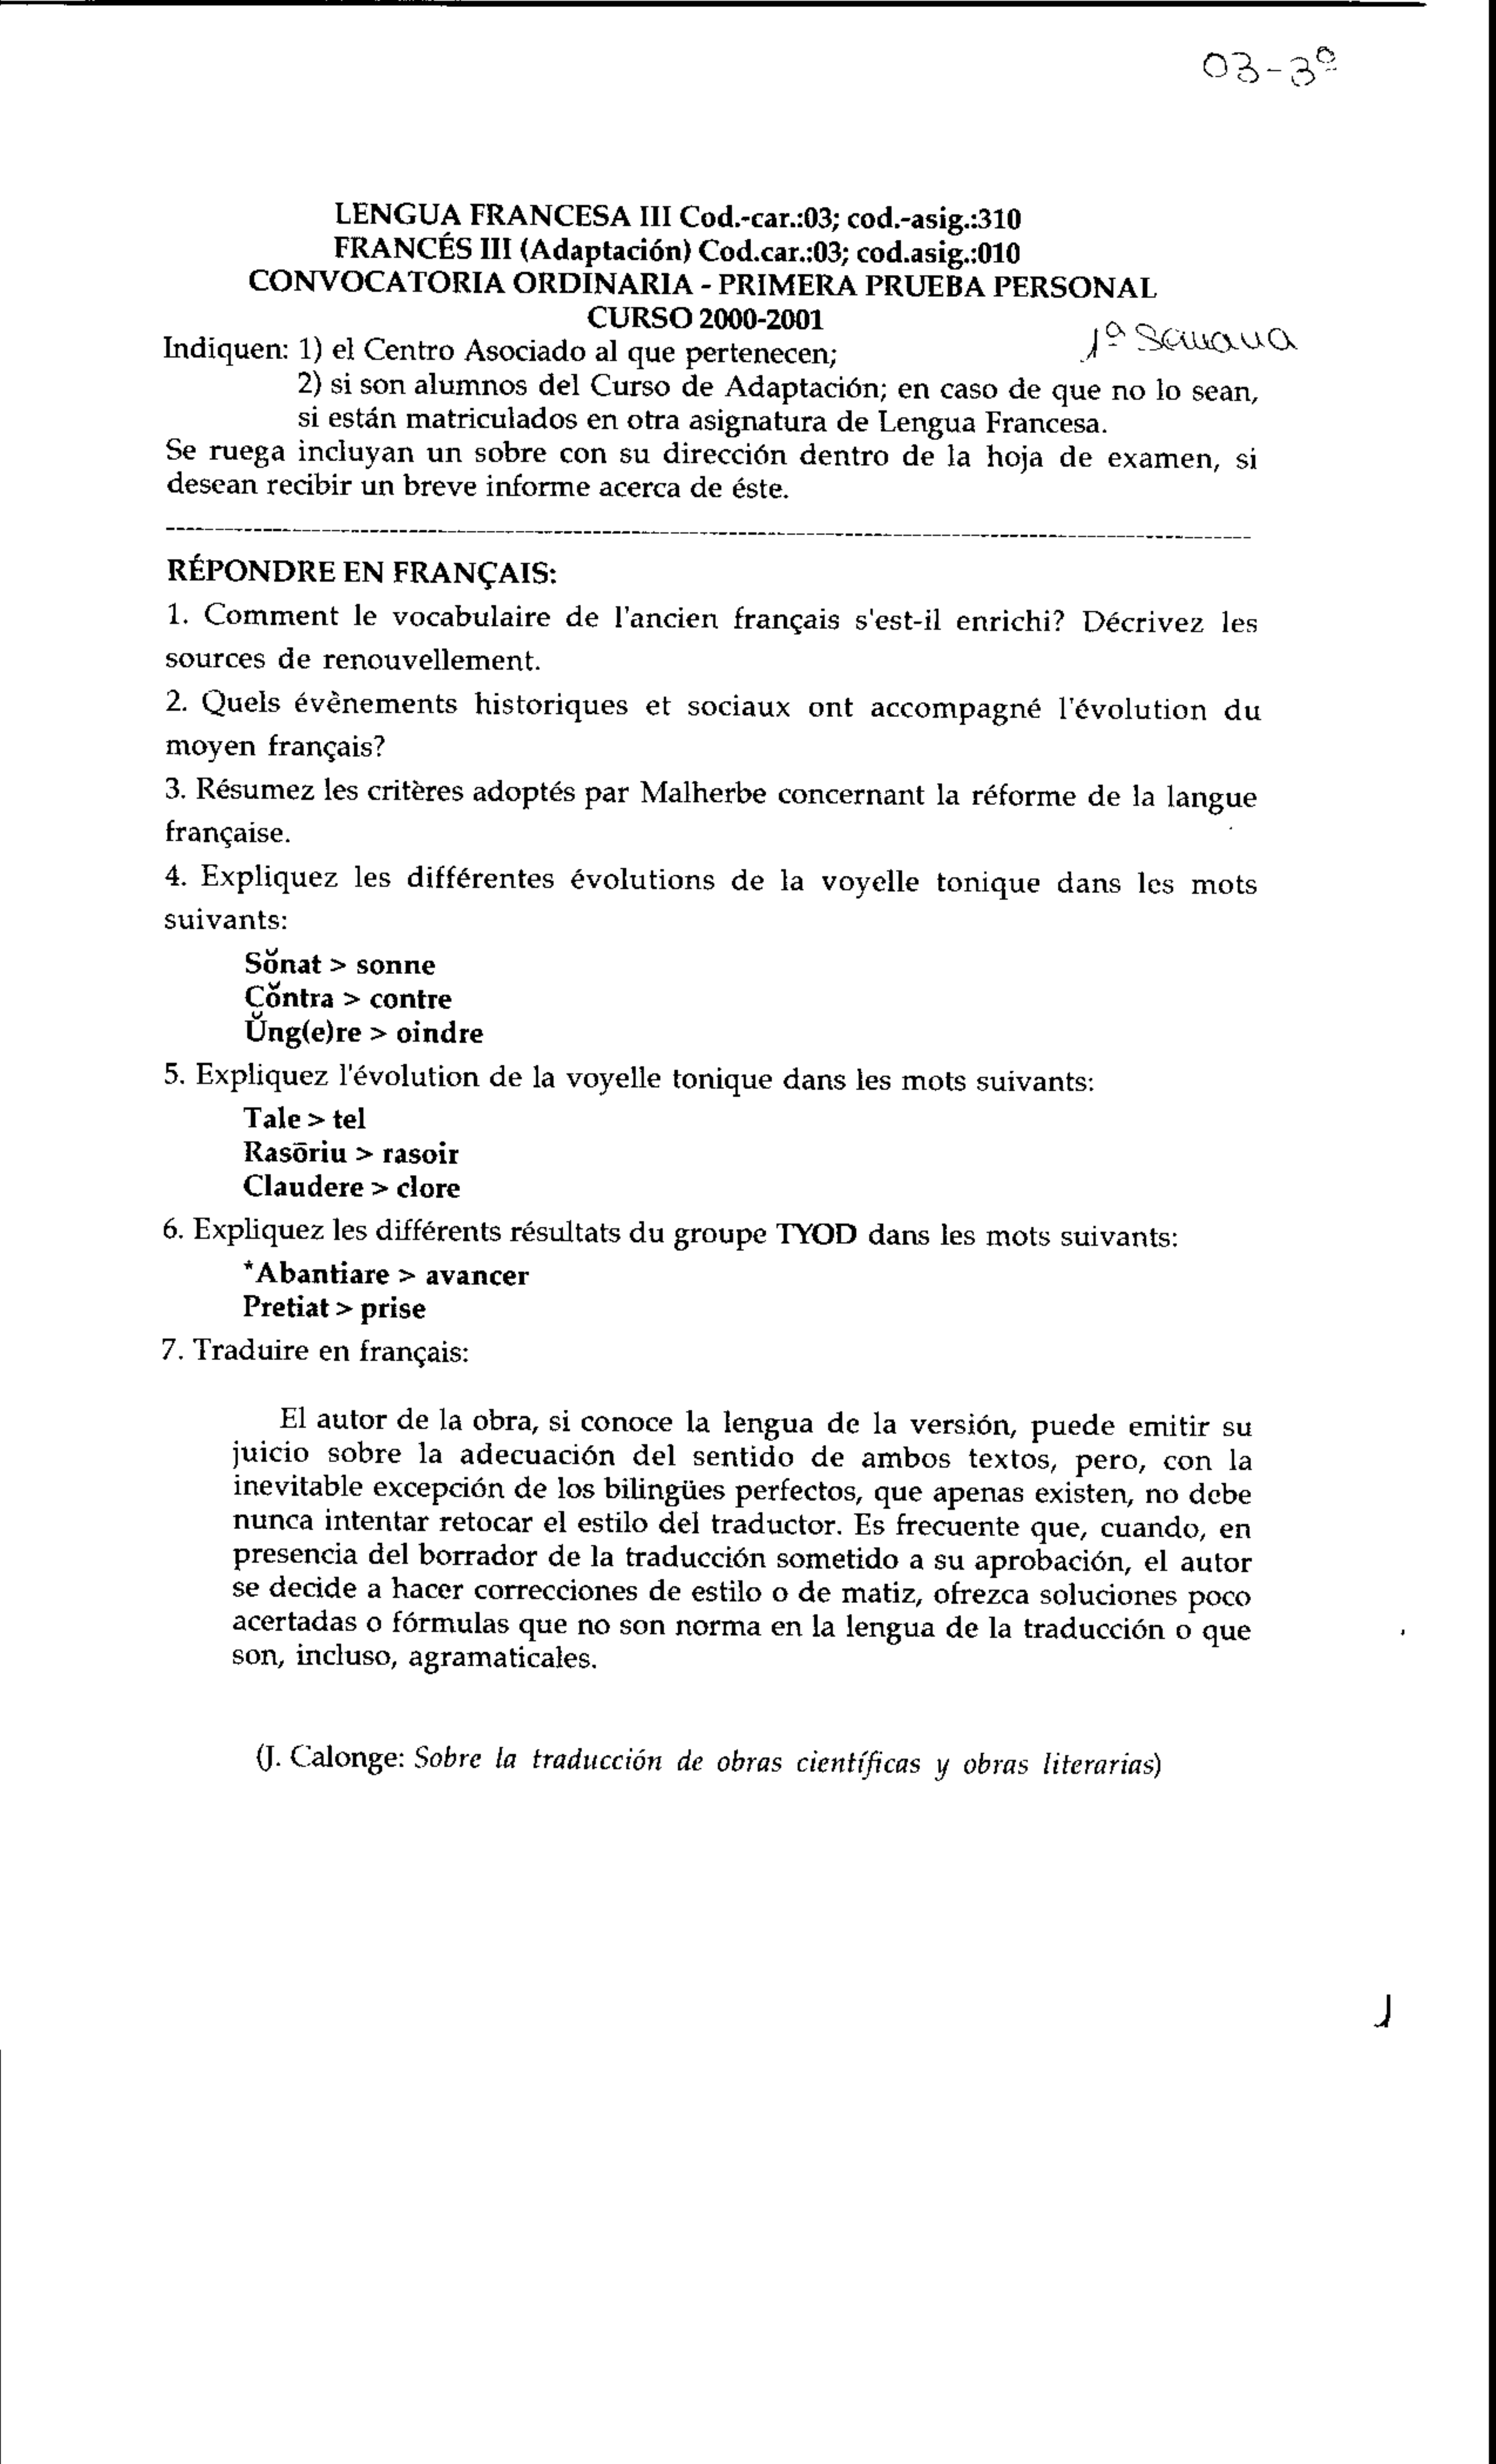 03-3º
LENGUA FRANCESA III Cod.-car.:03; cod.-asig.:310
FRANCÉS III (Adaptación) Cod.car.:03; cod.asig.:010
CONVOCATORIA ORDINARIA - PRIMERA PRUEBA PERSONAL
CURSO 2000-2001
1ª Semana
Indiquen: 1) el Centro Asociado al que pertenecen;
2) si son alumnos del Curso de Adaptación; en caso de que no lo sean,
si están matriculados en otra asignatura de Lengua Francesa.
Se ruega incluyan un sobre con su dirección dentro de la hoja de examen, si
desean recibir un breve informe acerca de éste.
RÉPONDRE EN FRANÇAIS:
1. Comment le vocabulaire de l'ancien français s'est-il enrichi? Décrivez les
sources de renouvellement.
2. Quels évènements historiques et sociaux ont accompagné l'évolution du
moyen français?
3. Résumez les critères adoptés par Malherbe concernant la réforme de la langue
française.
4. Expliquez les différentes évolutions de la voyelle tonique dans les mots
suivants:
Sŏnat > sonne
Cŏntra > contre
Ŭng(e)re > oindre
5. Expliquez l'évolution de la voyelle tonique dans les mots suivants:
Tale > tel
Rasōriu > rasoir
Claudere > clore
6. Expliquez les différents résultats du groupe TYOD dans les mots suivants:
*Abantiare > avancer
Pretiat > prise
7. Traduire en français:
El autor de la obra, si conoce la lengua de la versión, puede emitir su
juicio sobre la adecuación del sentido de ambos textos, pero, con la
inevitable excepción de los bilingües perfectos, que apenas existen, no debe
nunca intentar retocar el estilo del traductor. Es frecuente que, cuando, en
presencia del borrador de la traducción sometido a su aprobación, el autor
se decide a hacer correcciones de estilo o de matiz, ofrezca soluciones poco
acertadas o fórmulas que no son norma en la lengua de la traducción o que
son, incluso, agramaticales.
(J. Calonge: Sobre la traducción de obras científicas y obras literarias)